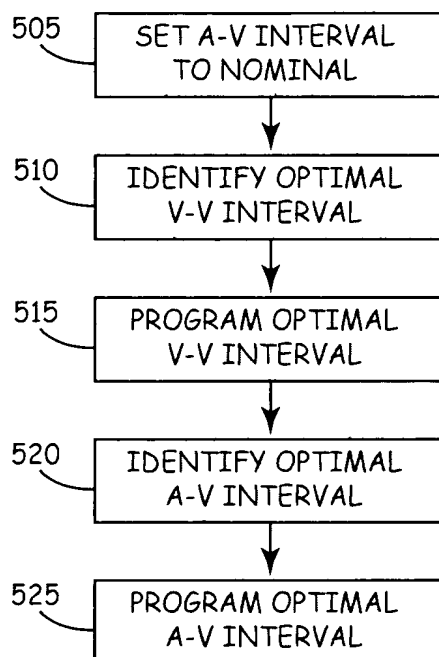 505
SET A-V INTERVAL
TO NOMINAL
510
IDENTIFY OPTIMAL
V-V INTERVAL
515
PROGRAM OPTIMAL
V-V INTERVAL
520
IDENTIFY OPTIMAL
A-V INTERVAL
525
PROGRAM OPTIMAL
A-V INTERVAL